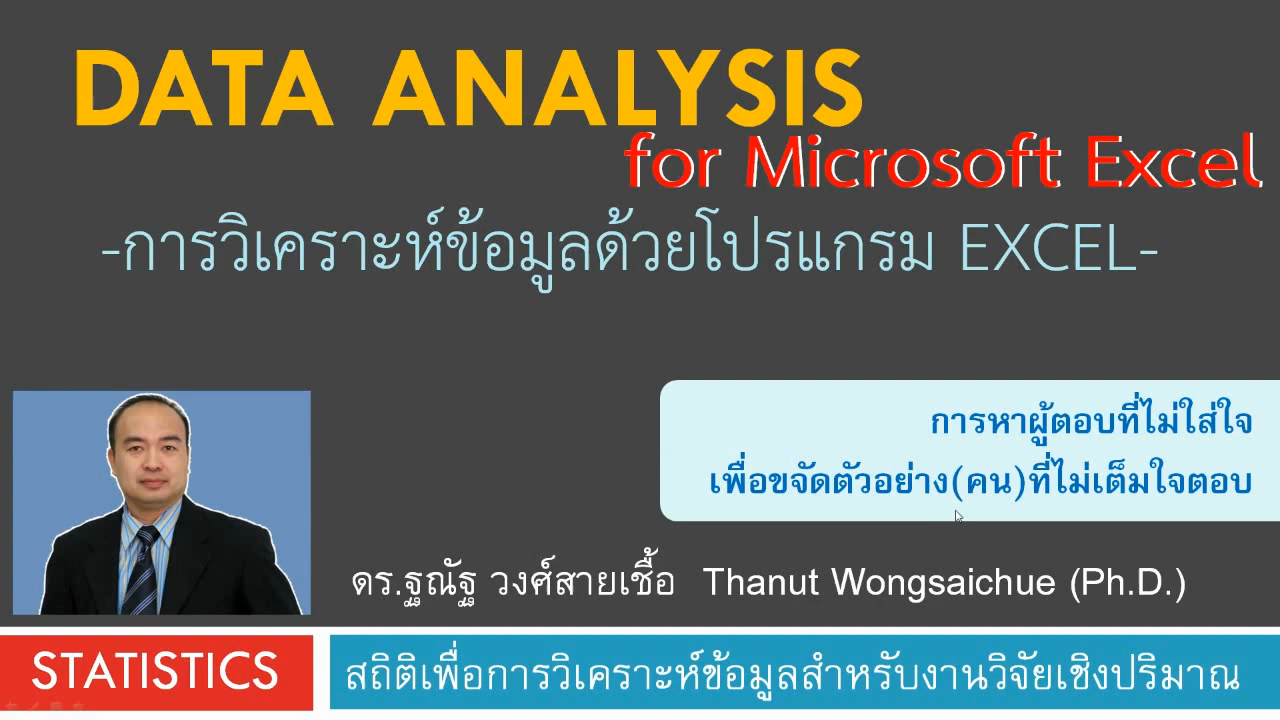 DATA ANALYSIS
for Microsoft Excel
-การวิเคราะห์ข้อมูลด้วยโปรแกรม EXCEL-
การหาผู้ตอบที่ไม่ใส่ใจ
เพื่อขจัดตัวอย่าง(คน)ที่ไม่เต็มใจตอบ
ดร.ฐณัฐ วงศ์สายเชื้อ Thanut Wongsaichue (Ph.D.)
STATISTICS
สถิติเพื่อการวิเคราะห์ข้อมูลสำหรับงานวิจัยเชิงปริมาณ